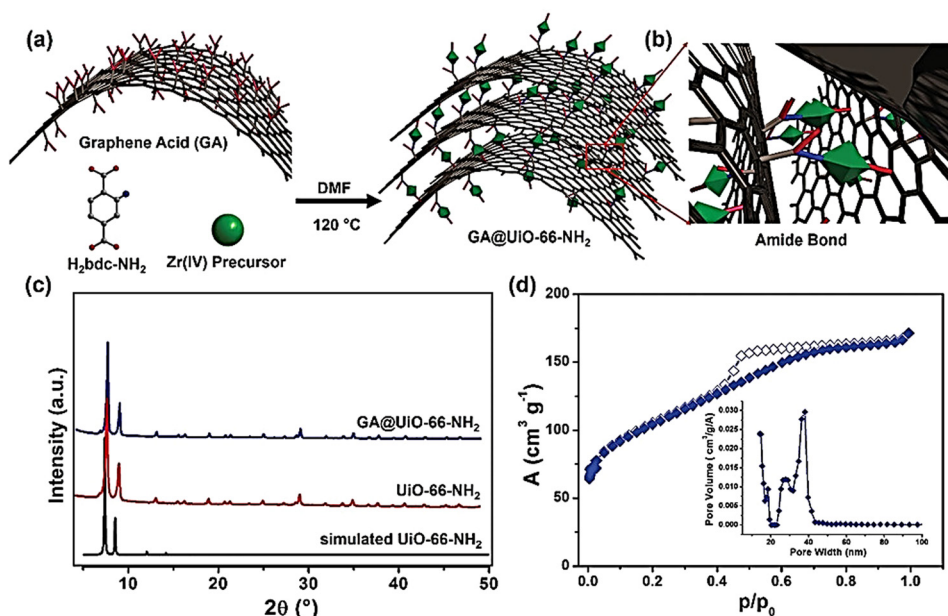 (a)
Graphene Acid (GA)
H₂bdc-NH₂
Zr(IV) Precursor
DMF
120 °C
GA@UiO-66-NH₂
(b)
Amide Bond
(c)
Intensity (a.u.)
GA@UiO-66-NH₂
UiO-66-NH₂
simulated UiO-66-NH₂
10 20 30 40 50
2θ (°)
(d)
A (cm³ g⁻¹)
200
150
100
50
0
0.0 0.2 0.4 0.6 0.8 1.0
p/p₀
Pore Volume ( cm³/g/A)
0.030
0.025
0.020
0.015
0.010
0.005
0.000
20 40 60 80 100
Pore Width (nm)